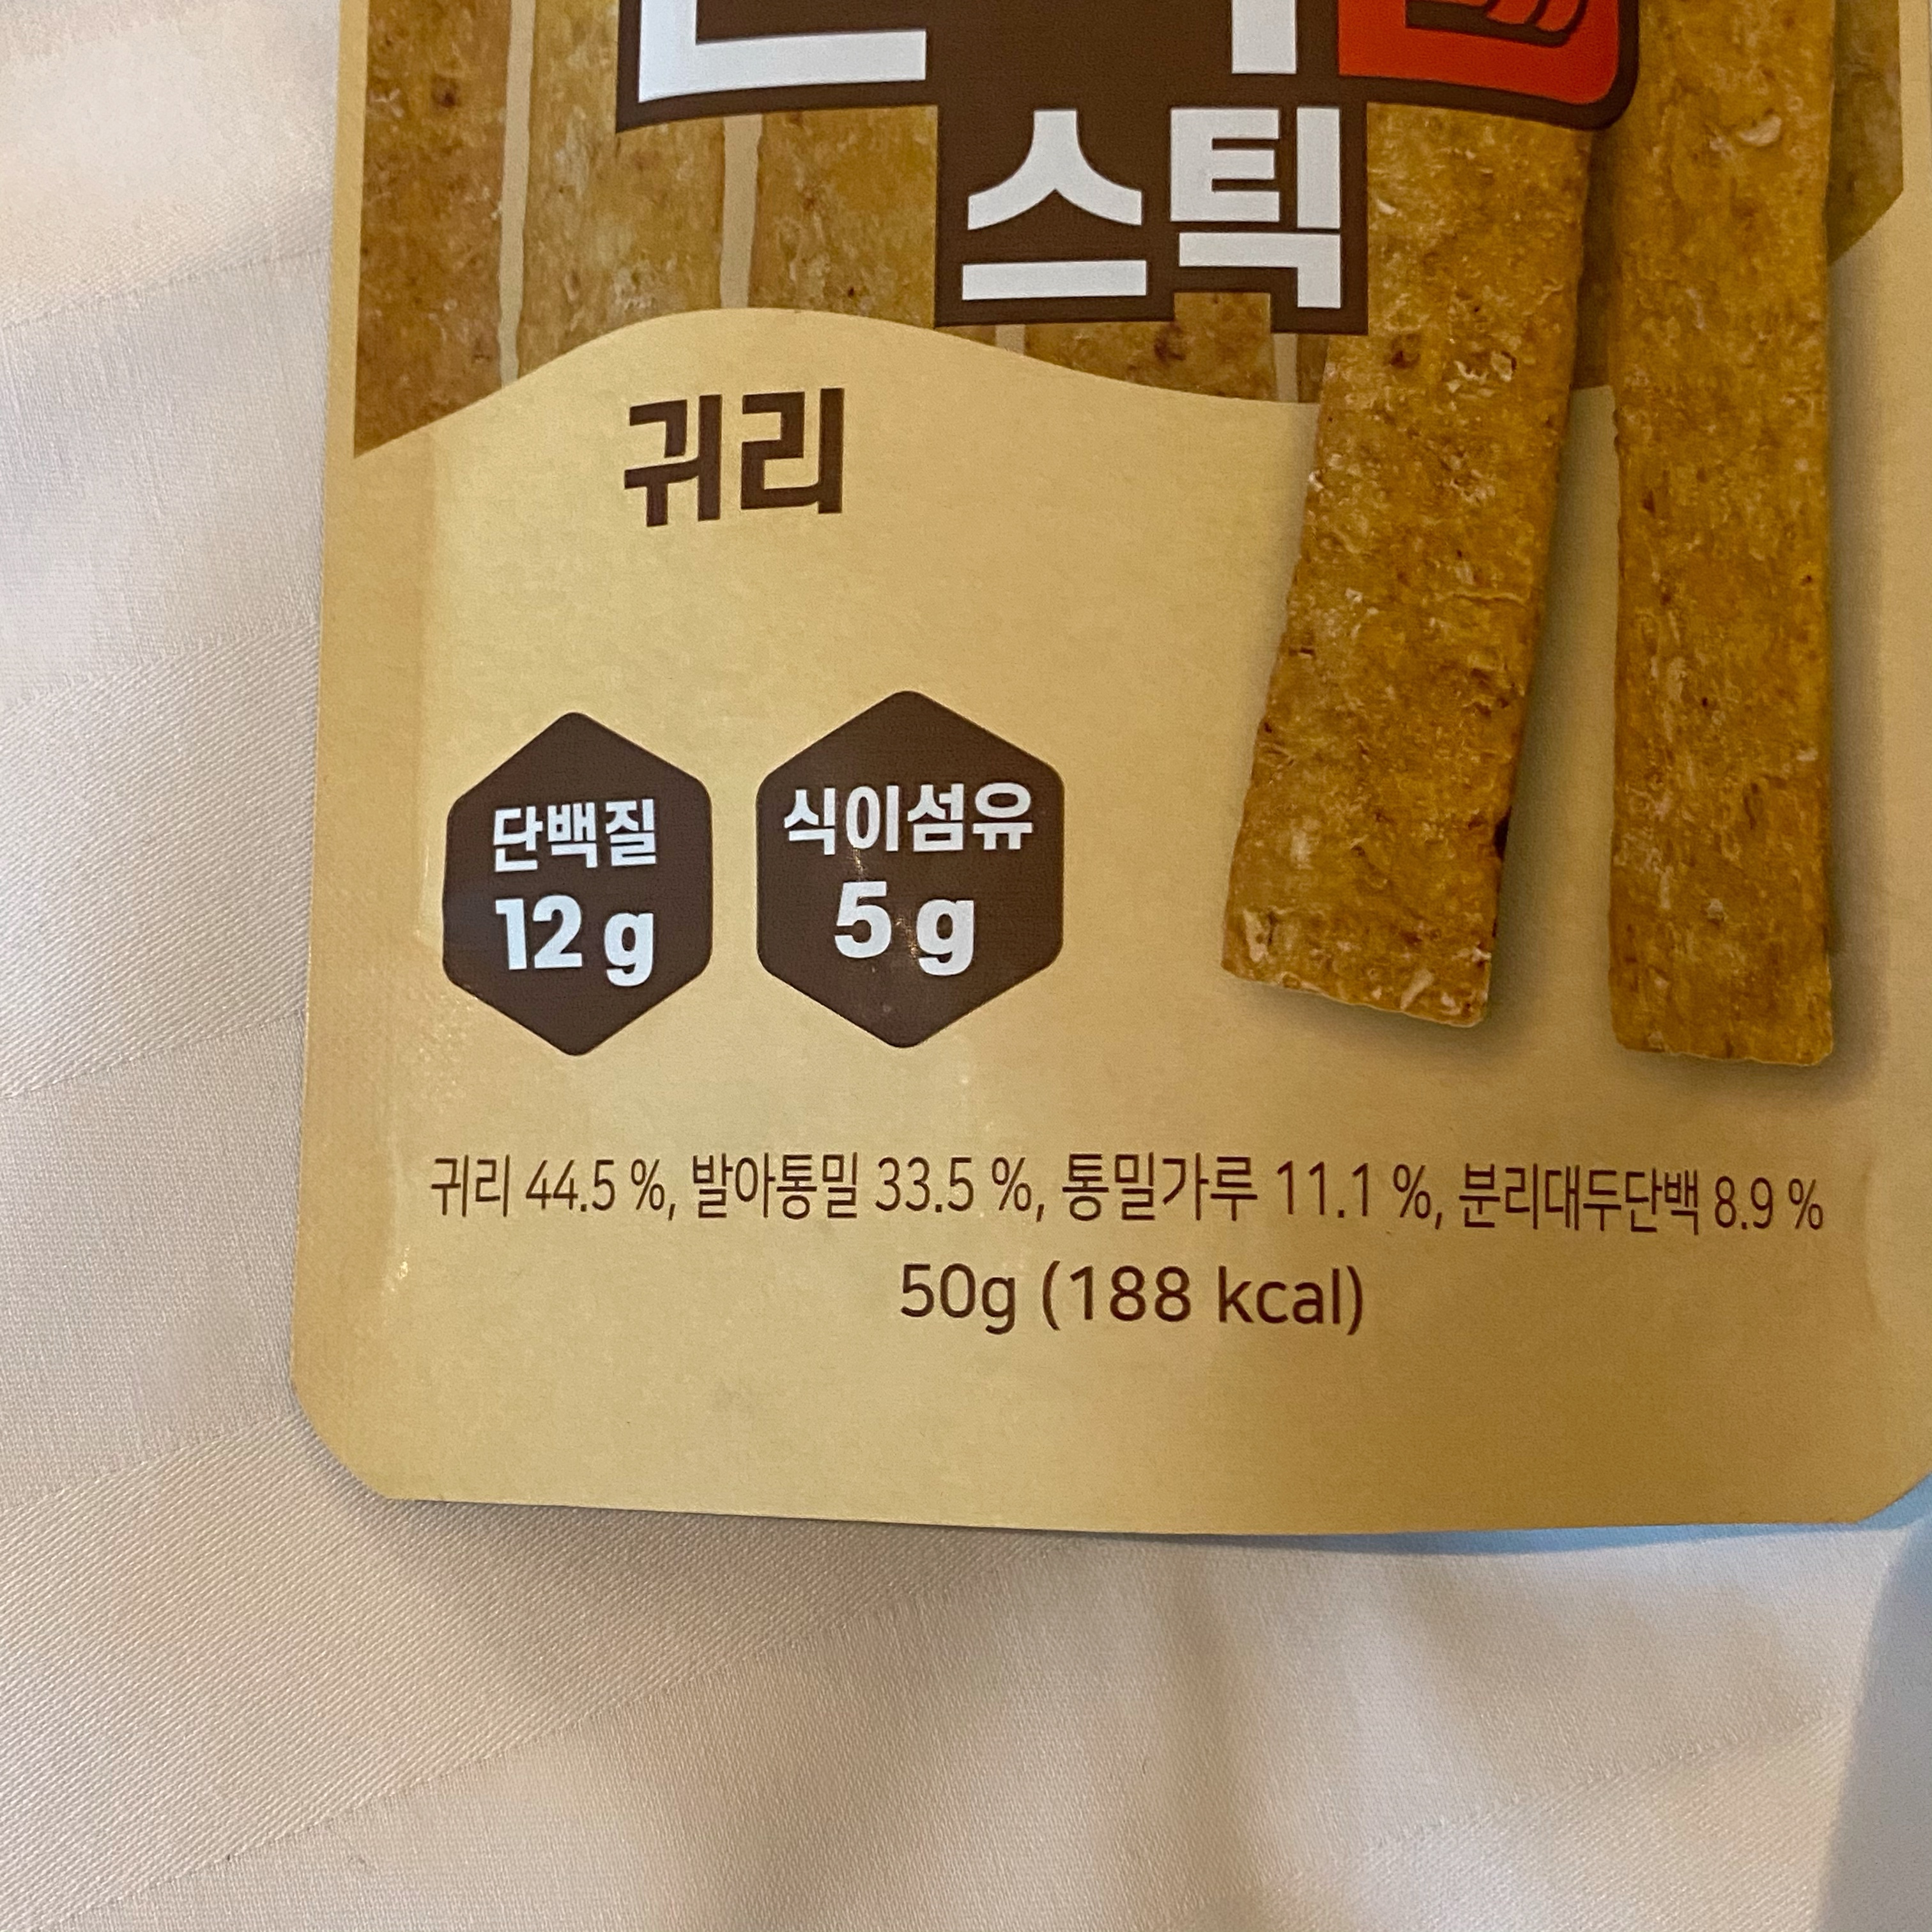 스틱
귀리
단백질
12 g
식이섬유
5 g
귀리 44.5 %, 발아통밀 33.5 %, 통밀가루 11.1 %, 분리대두단백 8.9 %
50g (188 kcal)